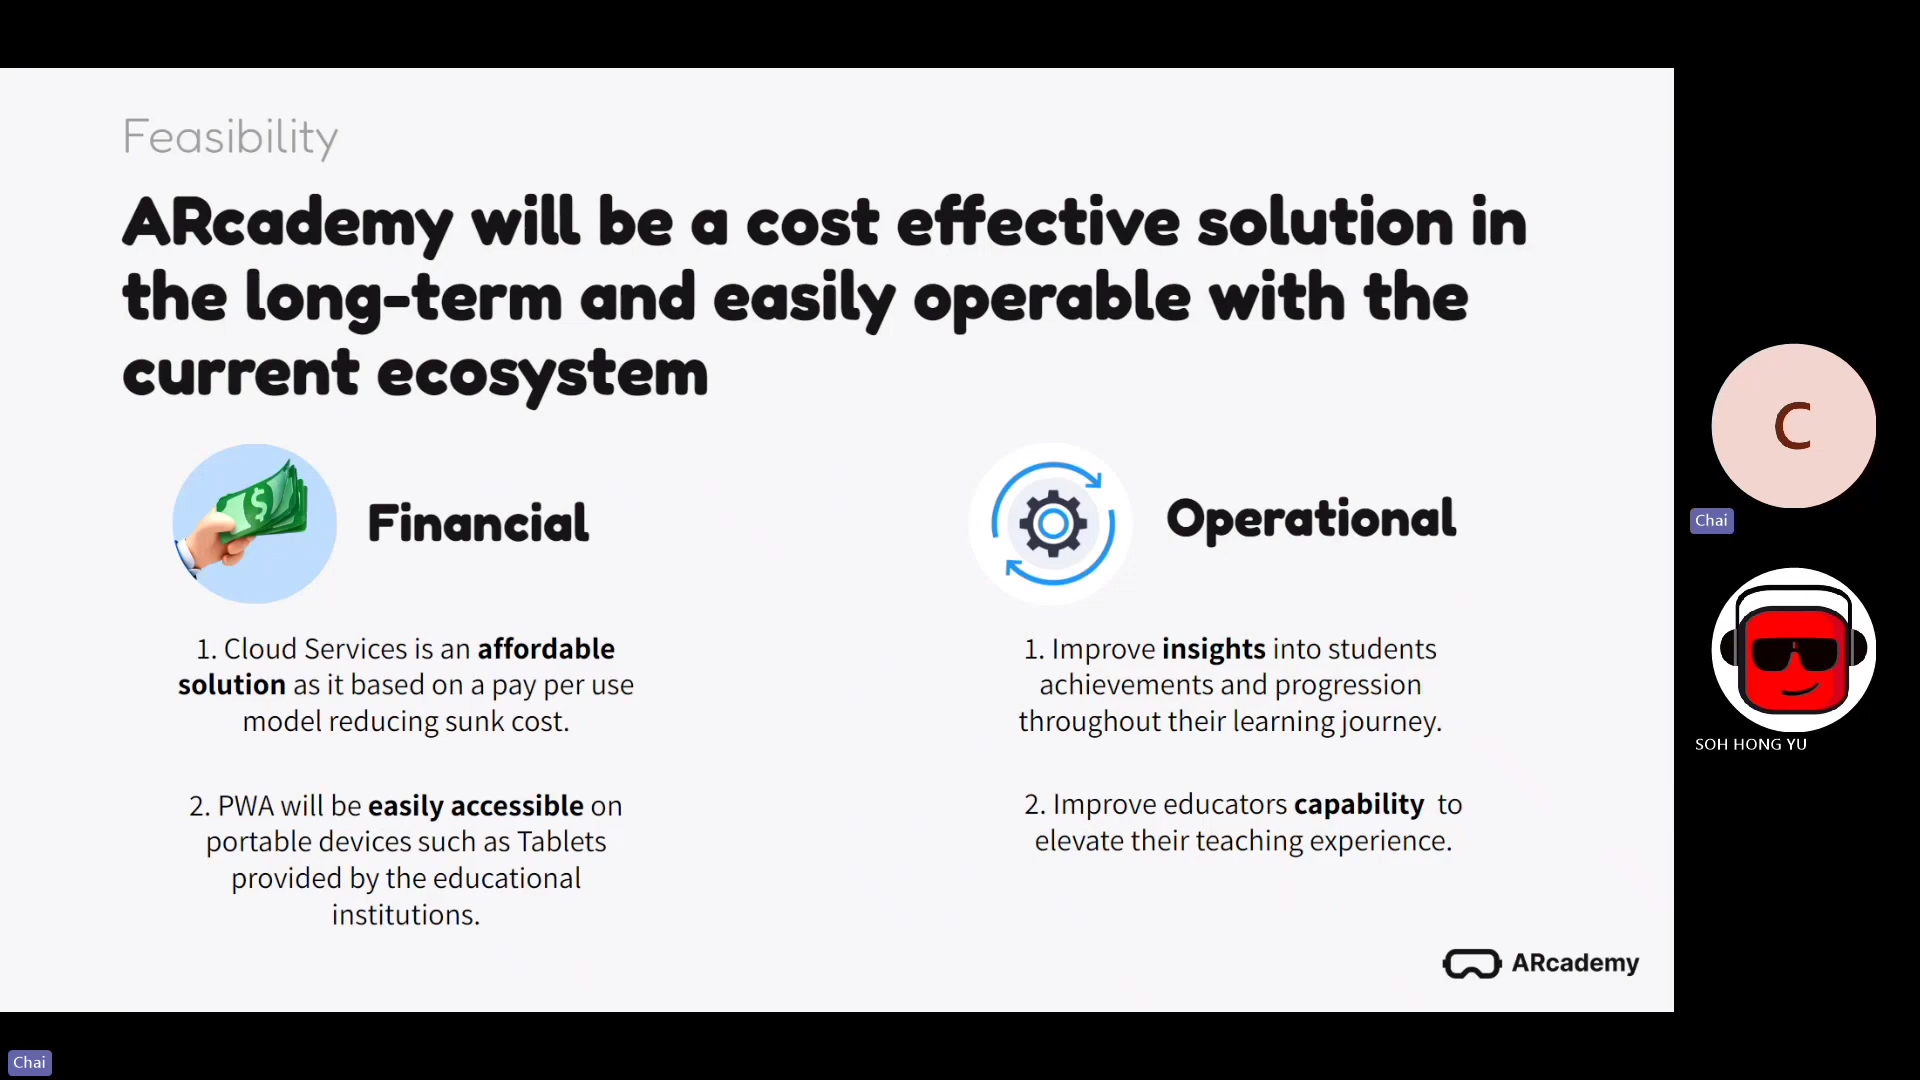 Feasibility
ARcademy will be a cost effective solution in
the long-term and easily operable with the
current ecosystem
Financial
1. Cloud Services is an affordable
solution as it based on a pay per use
model reducing sunk cost.
2. PWA will be easily accessible on
portable devices such as Tablets
provided by the educational
institutions.
Operational
1. Improve insights into students
achievements and progression
throughout their learning journey.
2. Improve educators capability to
elevate their teaching experience.
ARcademy
C
Chai
SOH HONG YU
Chai